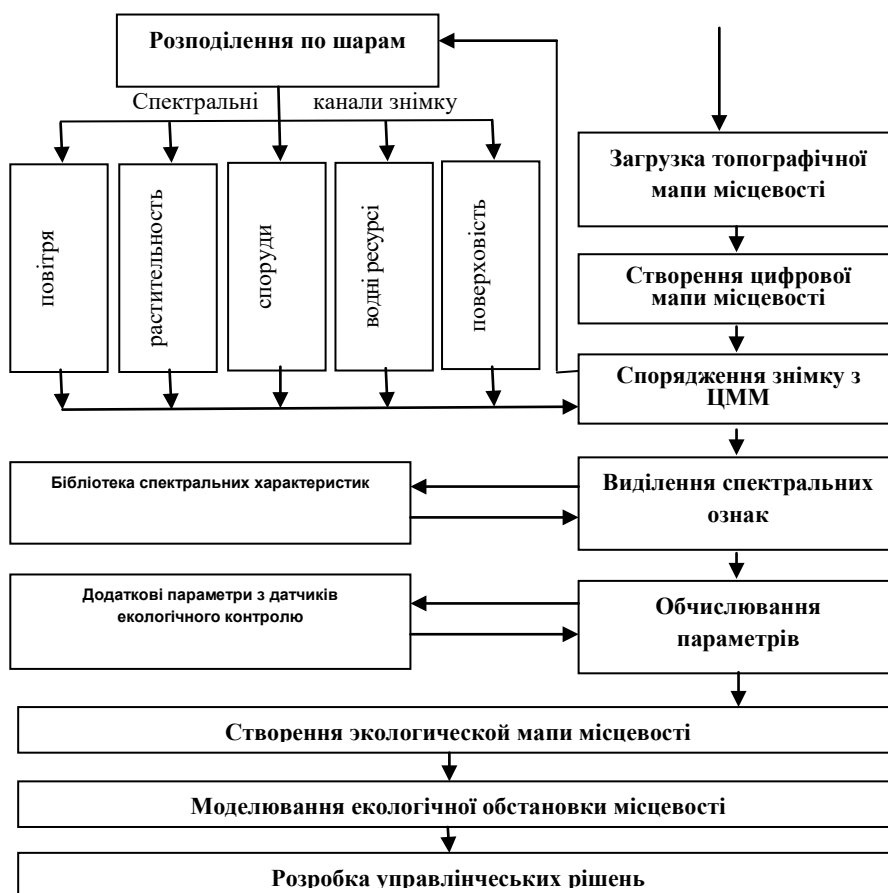 Розподілення по шарам
Спектральні канали знімку
повітря
растительность
споруди
водні ресурсі
поверховість
Загрузка топографічної
мапи місцевості
Створення цифрової
мапи місцевості
Спорядження знімку з
ЦММ
Бібліотека спектральних характеристик
Виділення спектральних
ознак
Додаткові параметри з датчиків
екологічного контролю
Обчислювання
параметрів
Створення экологической мапи місцевості
Моделювання екологічної обстановки місцевості
Розробка управлінчеських рішень